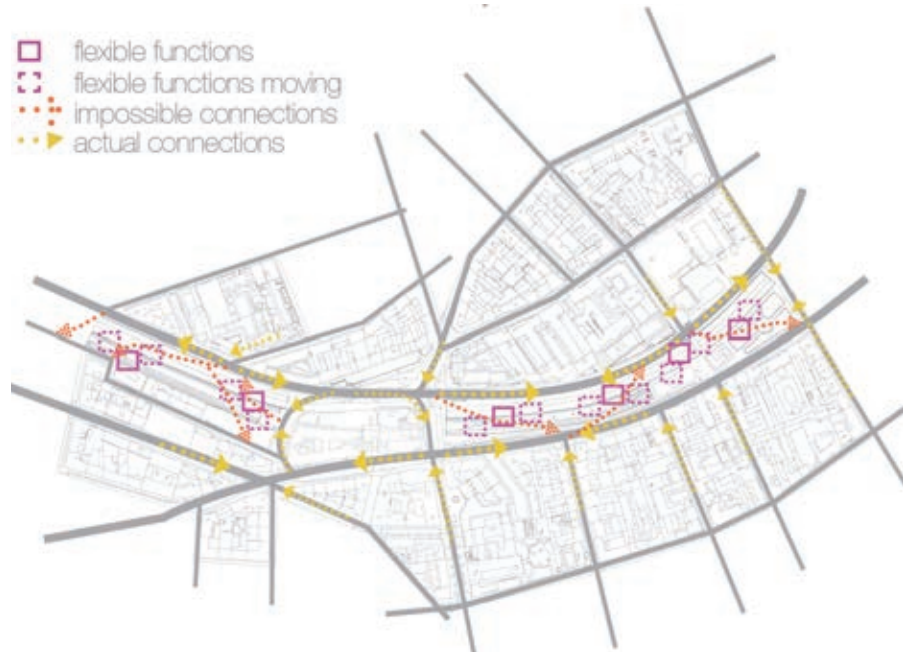 flexible functions
flexible functions moving
impossible connections
actual connections